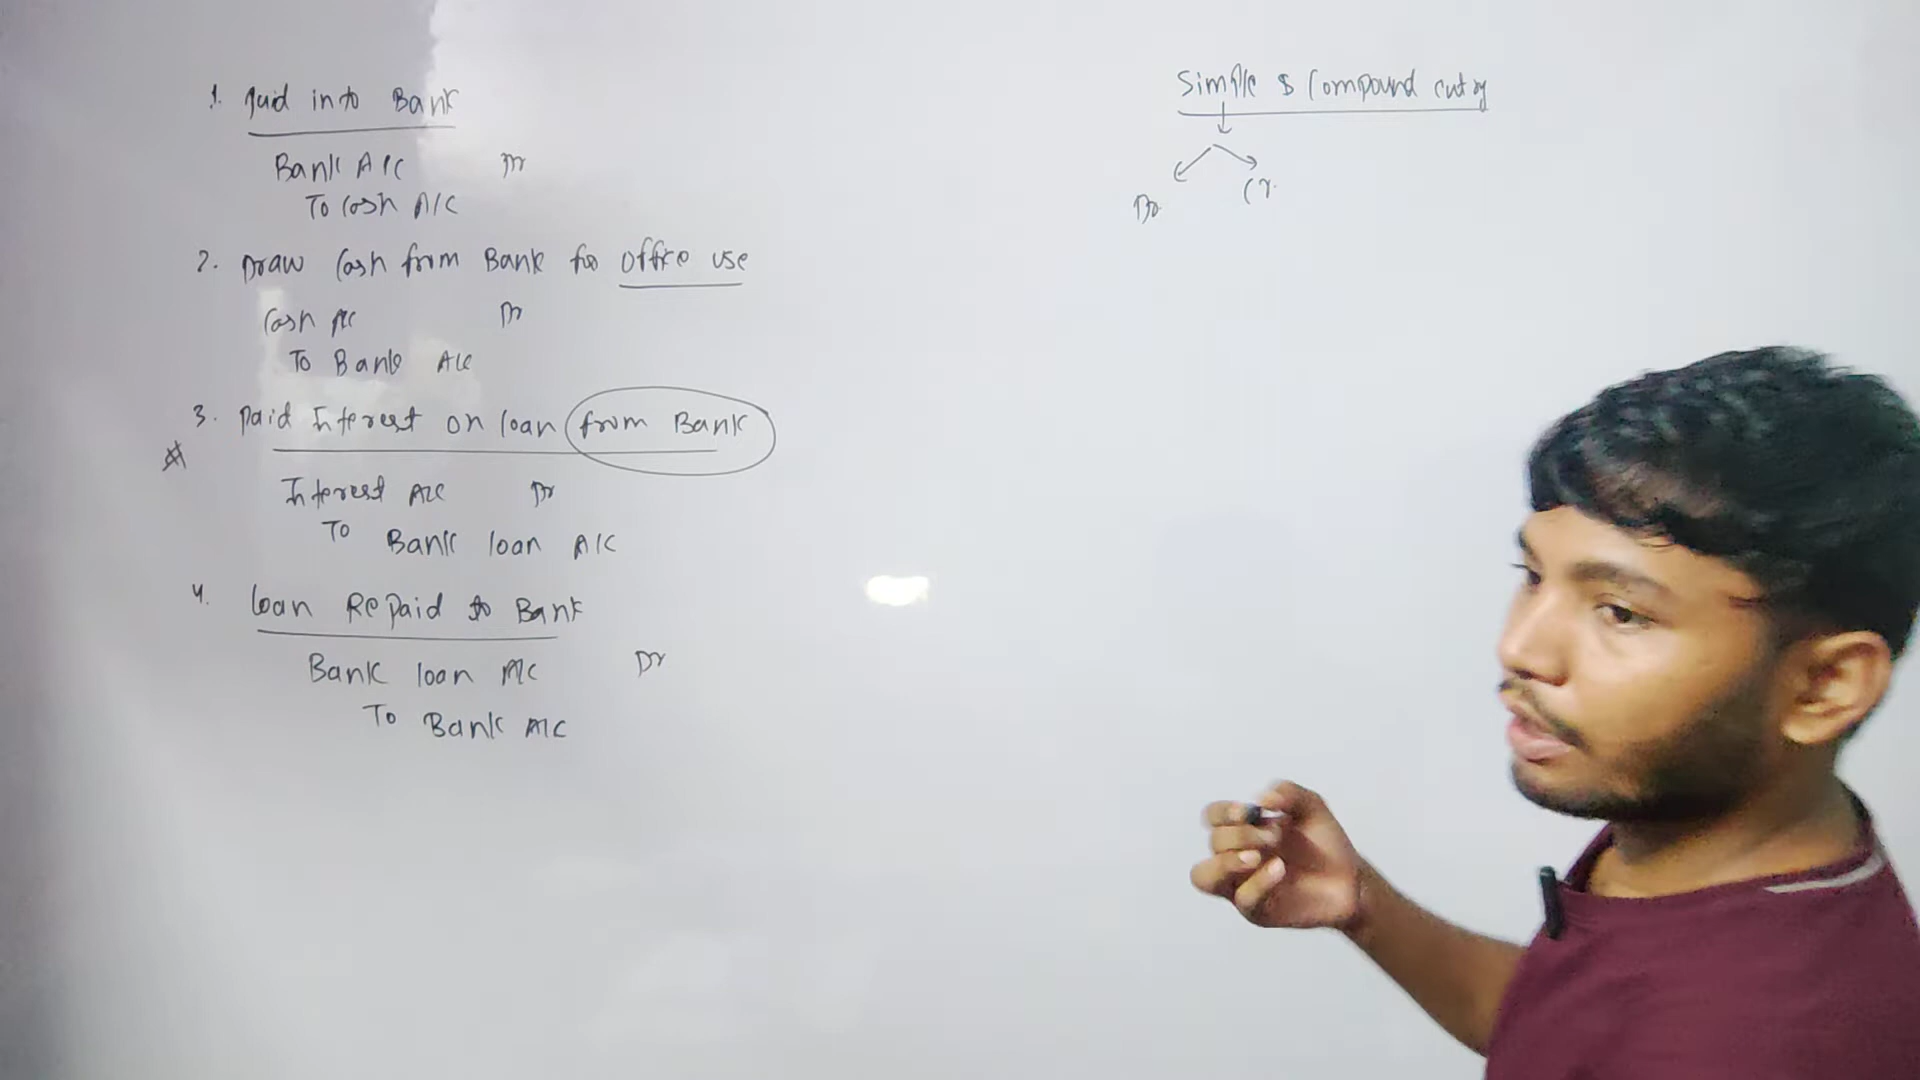 1. Paid into Bank
Bank A/C Dr
To Cash A/C
2. Draw Cash from Bank for office use
Cash A/C Dr
To Bank A/C
3. Paid Interest on loan from Bank
Interest A/C Dr
To Bank loan A/C
4. loan Repaid to Bank
Bank loan A/C Dr
To Bank A/C
Simple & Compound entry
Dr Cr.